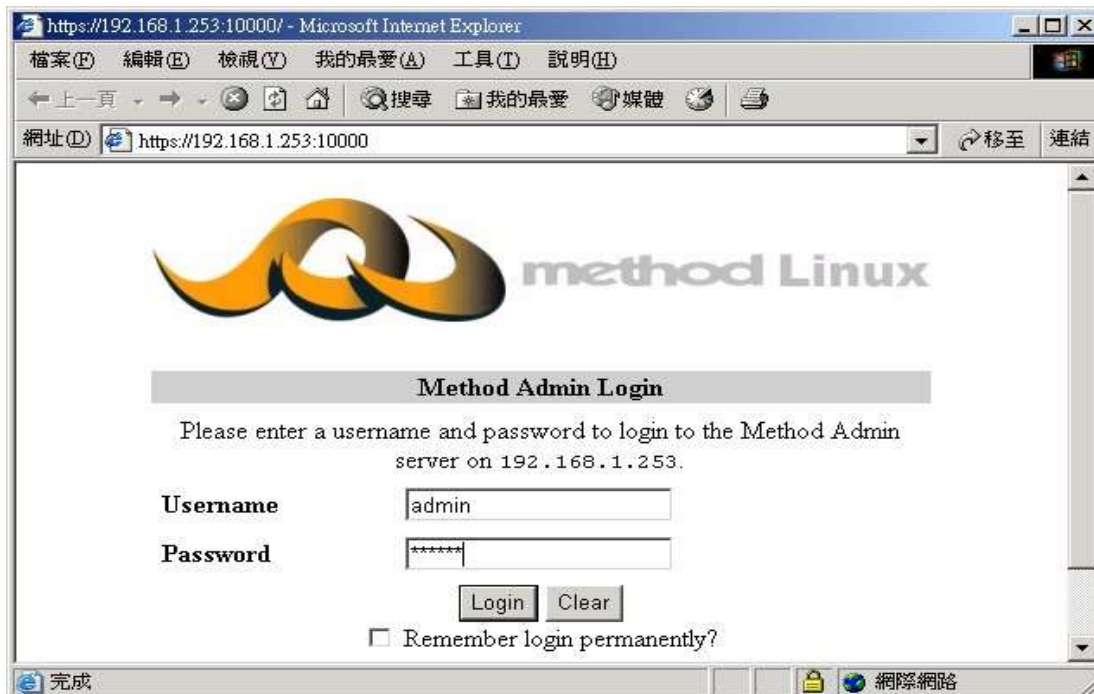 https://192.168.1.253:10000/ - Microsoft Internet Explorer
檔案(F) 編輯(E) 檢視(V) 我的最愛(A) 工具(T) 說明(H)
上一頁 搜尋 我的最愛 媒體
網址(D) https://192.168.1.253:10000 移至 連結
method Linux
Method Admin Login
Please enter a username and password to login to the Method Admin
server on 192.168.1.253.
Username admin
Password ******
Login Clear
Remember login permanently?
完成 網際網路